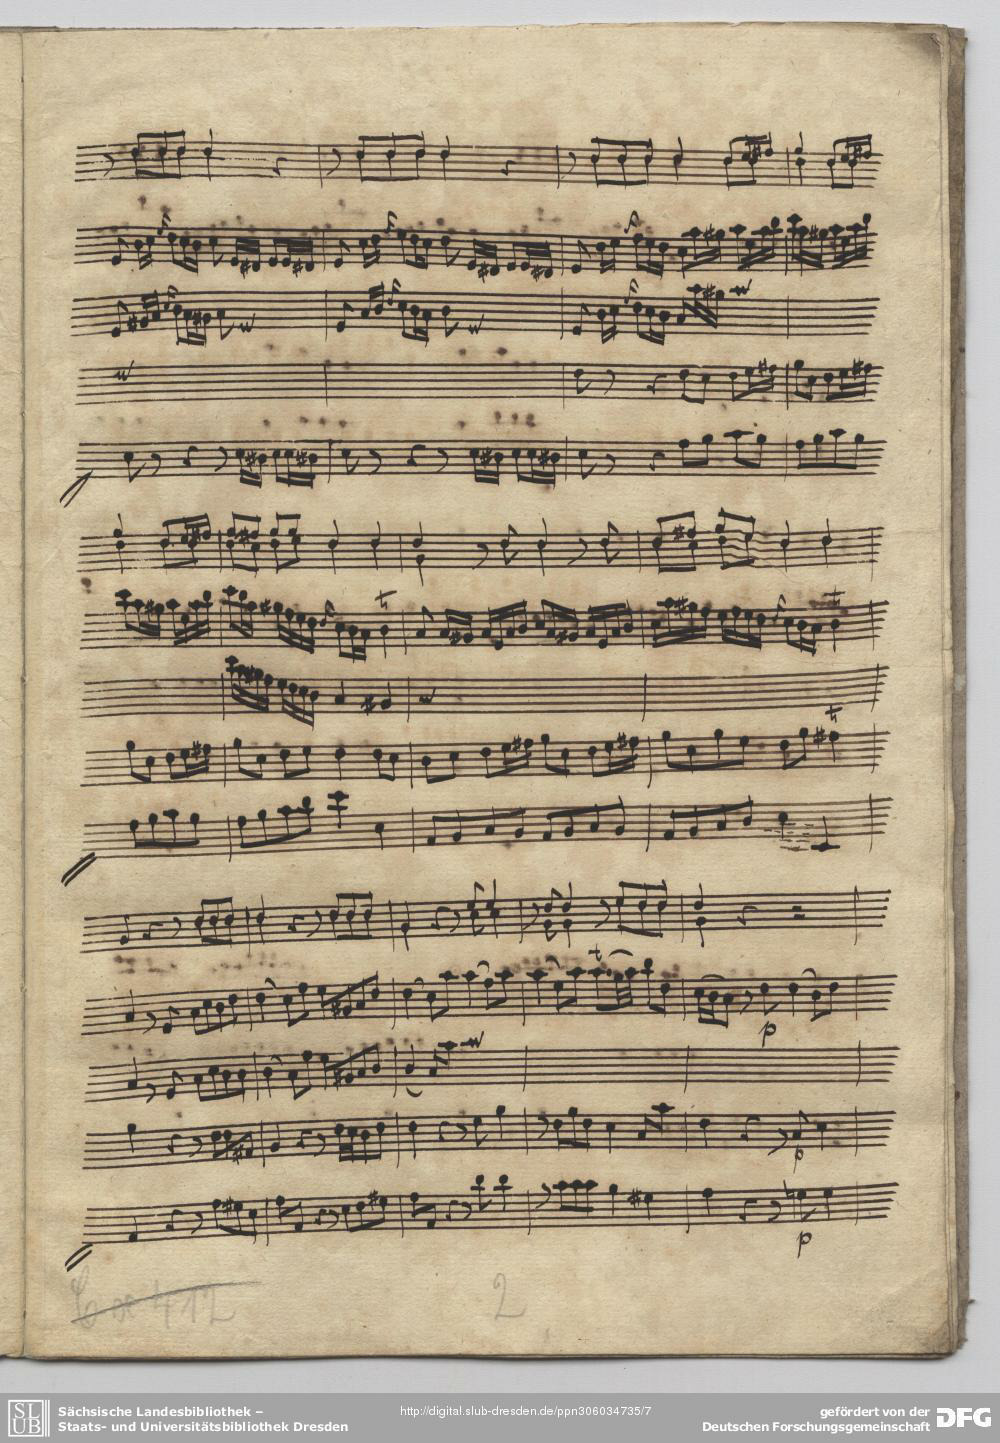 p
p
p
2
SLUB
Sächsische Landesbibliothek –
Staats- und Universitätsbibliothek Dresden
http://digital.slub-dresden.de/ppn306034735/7
gefördert von der
Deutschen Forschungsgemeinschaft
DFG